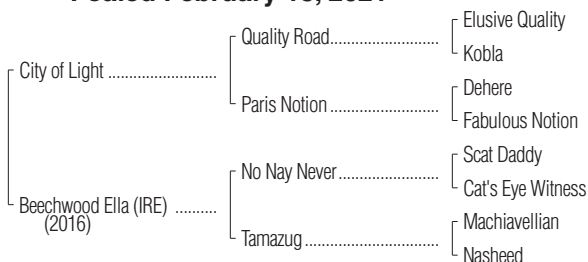 Foaled February 2021
Elusive Quality
Quality Road
Kobla
City of Light
Dehere
Paris Notion
Fabulous Notion
Scat Daddy
No Nay Never
Cat's Eye Witness
Beechwood Ella (IRE)
(2016)
Machiavellian
Tamazug
Nasheed